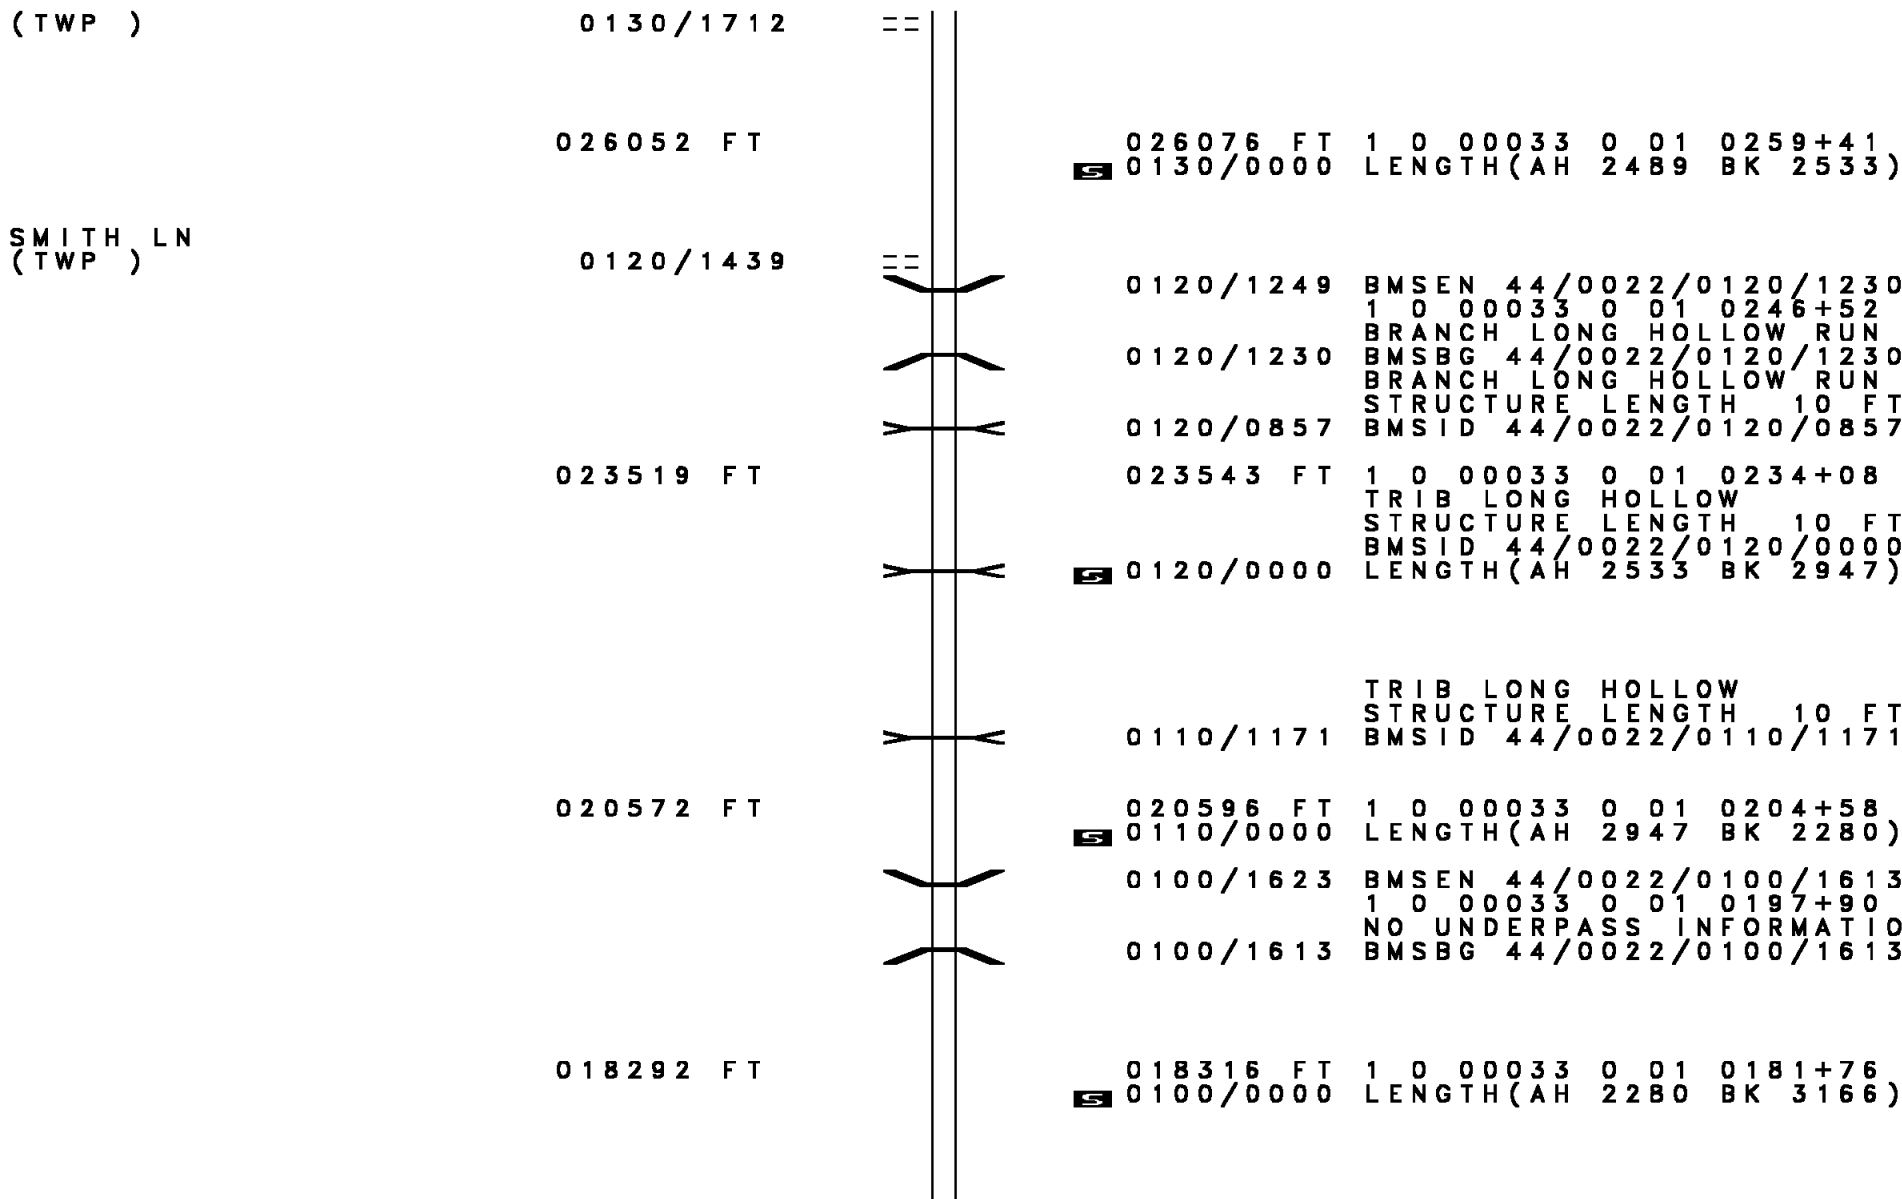 (TWP ) 0130/1712
026052 FT 026076 FT 1 0 00033 0 01 0259+41
S 0130/0000 LENGTH(AH 2489 BK 2533)
SMITH LN
(TWP ) 0120/1439
0120/1249 BMSEN 44/0022/0120/1230
1 0 00033 0 01 0246+52
BRANCH LONG HOLLOW RUN
0120/1230 BMSBG 44/0022/0120/1230
BRANCH LONG HOLLOW RUN
STRUCTURE LENGTH 10 FT
0120/0857 BMSID 44/0022/0120/0857
023519 FT 023543 FT 1 0 00033 0 01 0234+08
TRIB LONG HOLLOW
STRUCTURE LENGTH 10 FT
BMSID 44/0022/0120/0000
S 0120/0000 LENGTH(AH 2533 BK 2947)
TRIB LONG HOLLOW
STRUCTURE LENGTH 10 FT
0110/1171 BMSID 44/0022/0110/1171
020572 FT 020596 FT 1 0 00033 0 01 0204+58
S 0110/0000 LENGTH(AH 2947 BK 2280)
0100/1623 BMSEN 44/0022/0100/1613
1 0 00033 0 01 0197+90
NO UNDERPASS INFORMATIO
0100/1613 BMSBG 44/0022/0100/1613
018292 FT 018316 FT 1 0 00033 0 01 0181+76
S 0100/0000 LENGTH(AH 2280 BK 3166)